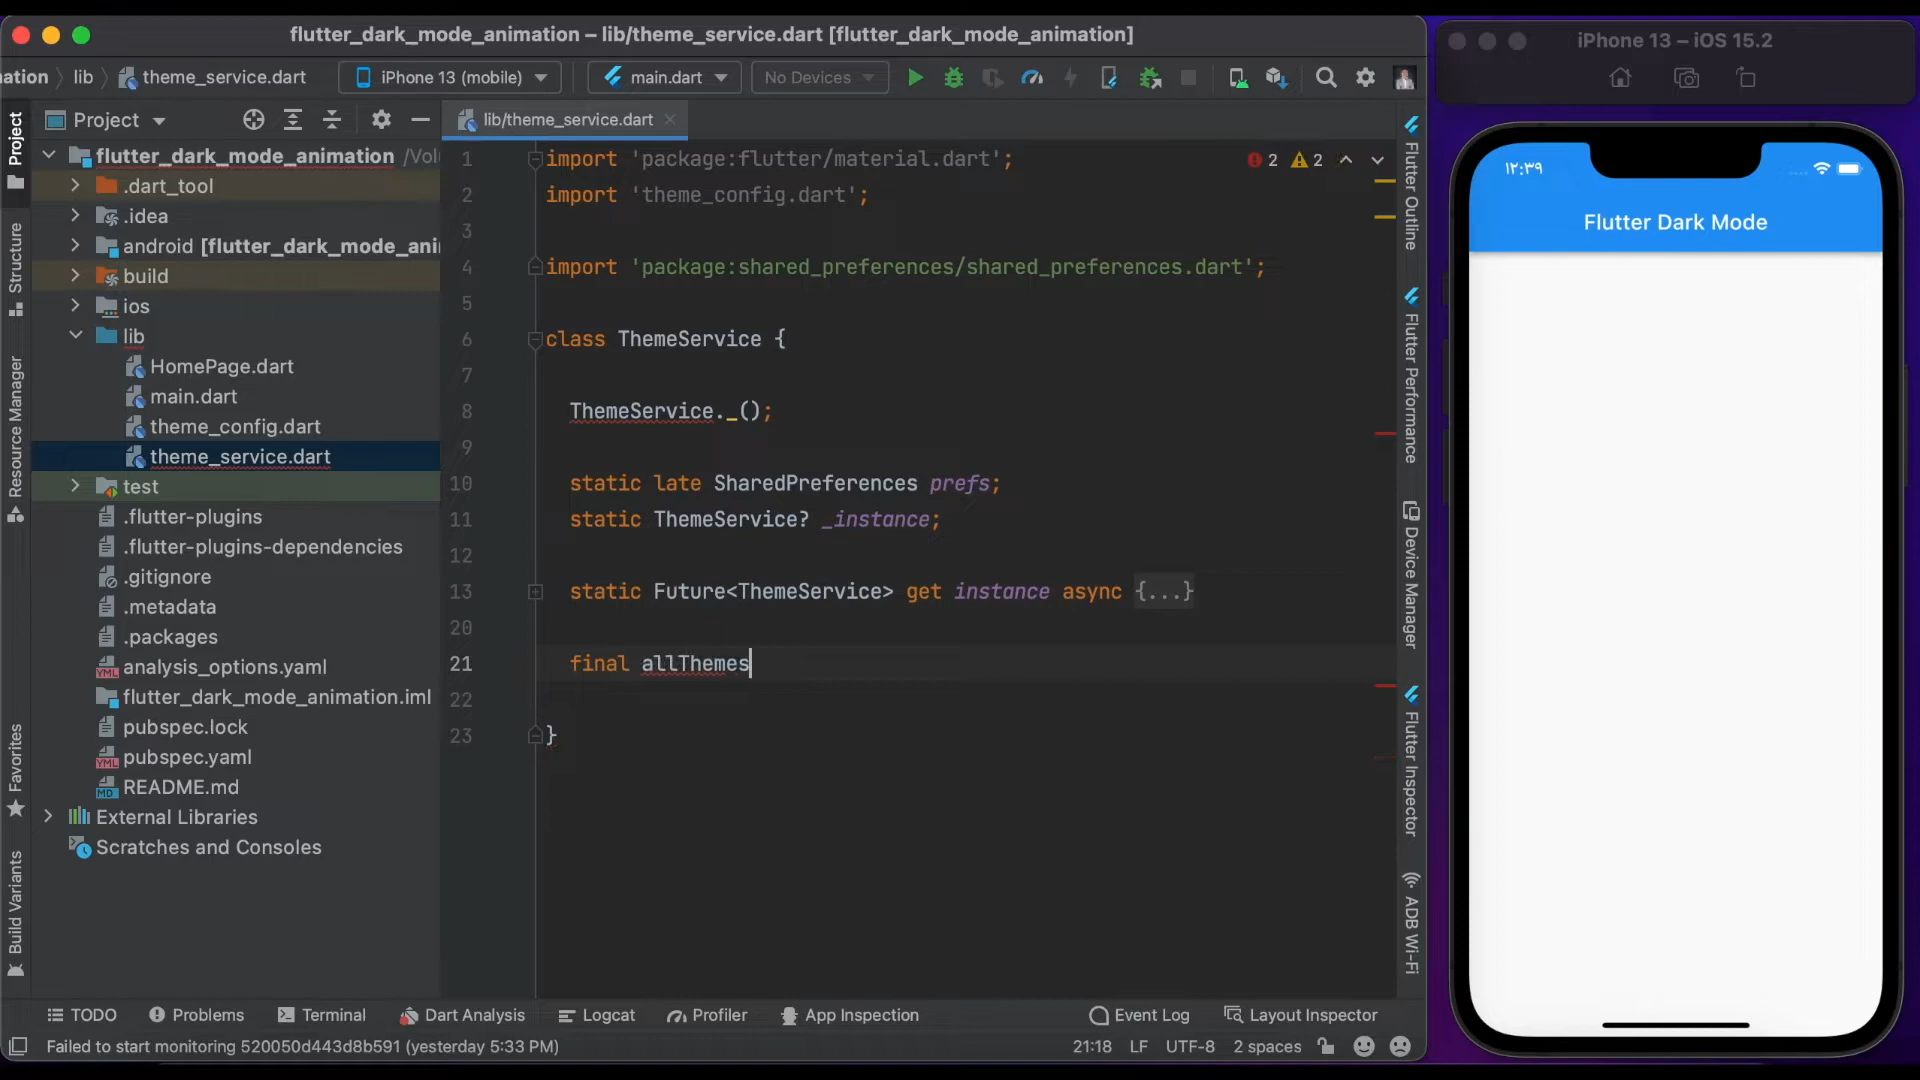 flutter_dark_mode_animation – lib/theme_service.dart [flutter_dark_mode_animation]
ation
lib
theme_service.dart
iPhone 13 (mobile)
main.dart
No Devices
Project
lib/theme_service.dart
Project
Structure
Resource Manager
Favorites
Build Variants
flutter_dark_mode_animation /Vol
.dart_tool
.idea
android [flutter_dark_mode_ani
build
ios
lib
HomePage.dart
main.dart
theme_config.dart
theme_service.dart
test
.flutter-plugins
.flutter-plugins-dependencies
.gitignore
.metadata
.packages
analysis_options.yaml
flutter_dark_mode_animation.iml
pubspec.lock
pubspec.yaml
README.md
External Libraries
Scratches and Consoles
1 import 'package:flutter/material.dart';
2 import 'theme_config.dart';
3
4 import 'package:shared_preferences/shared_preferences.dart';
5
6 class ThemeService {
7
8 ThemeService._();
9
10 static late SharedPreferences prefs;
11 static ThemeService? _instance;
12
13 static Future<ThemeService> get instance async {...}
20
21 final allThemes
22
23 }
2
2
Flutter Outline
Flutter Performance
Device Manager
Flutter Inspector
ADB Wi-Fi
TODO
Problems
Terminal
Dart Analysis
Logcat
Profiler
App Inspection
Event Log
Layout Inspector
Failed to start monitoring 520050d443d8b591 (yesterday 5:33 PM)
21:18
LF
UTF-8
2 spaces
iPhone 13 – iOS 15.2
١٢:٣٩
Flutter Dark Mode